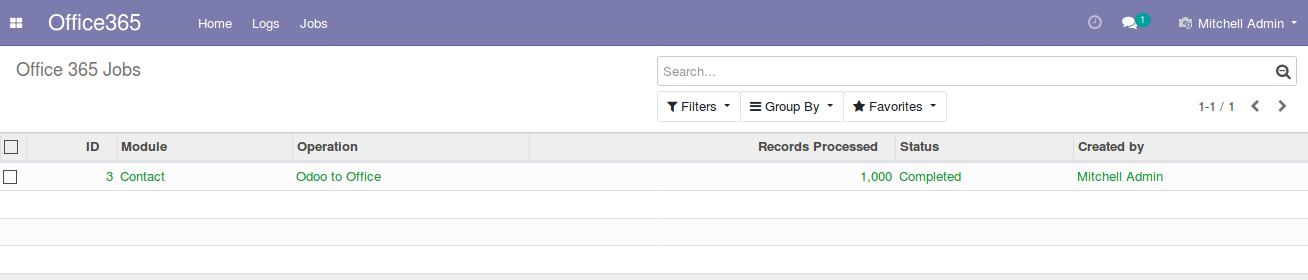 Office365 Home Logs Jobs 1 Mitchell Admin
Office 365 Jobs Search...
Filters Group By Favorites 1-1 / 1
ID Module Operation Records Processed Status Created by
3 Contact Odoo to Office 1,000 Completed Mitchell Admin